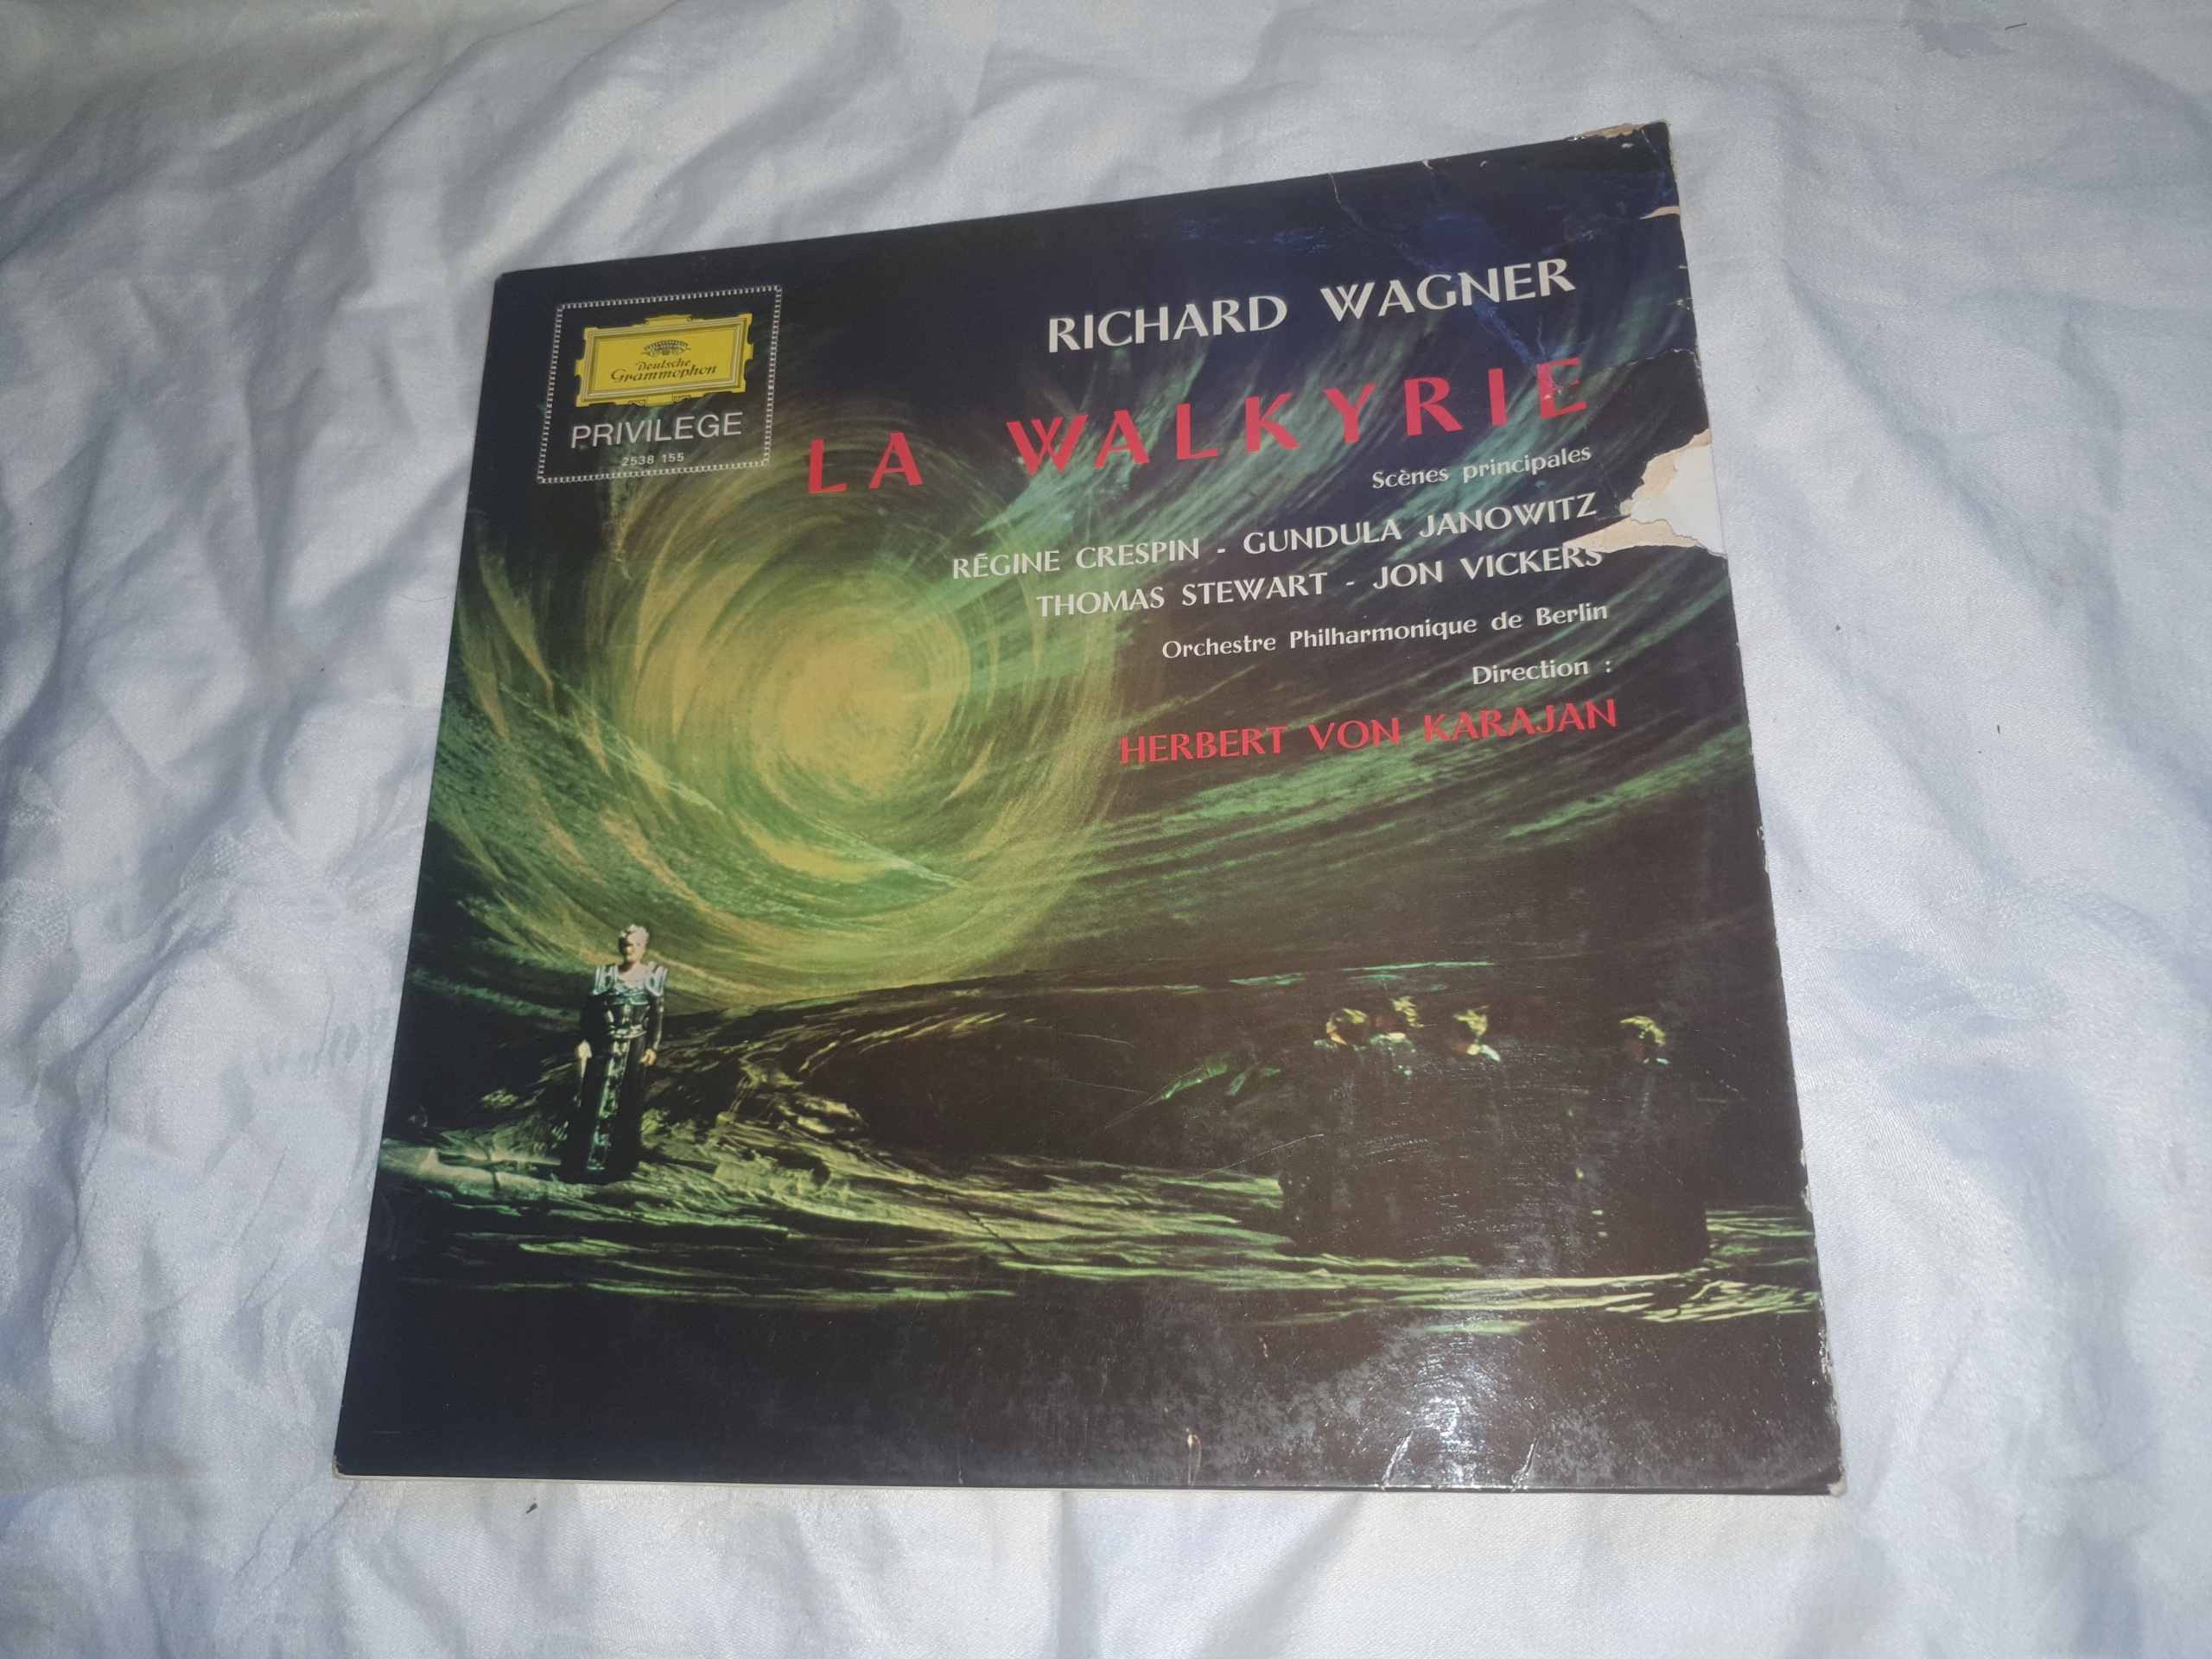 Deutsche
Grammophon
PRIVILEGE
2538 155
RICHARD WAGNER
LA WALKYRIE
Scènes principales
RÉGINE CRESPIN - GUNDULA JANOWITZ
THOMAS STEWART - JON VICKERS
Orchestre Philharmonique de Berlin
Direction :
HERBERT VON KARAJAN